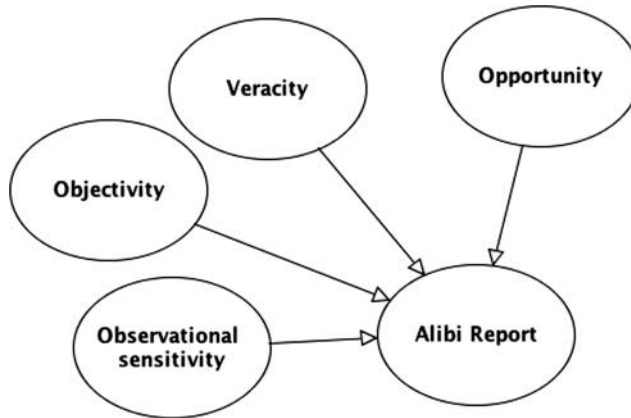 Opportunity
Veracity
Objectivity
Observational
sensitivity
Alibi Report